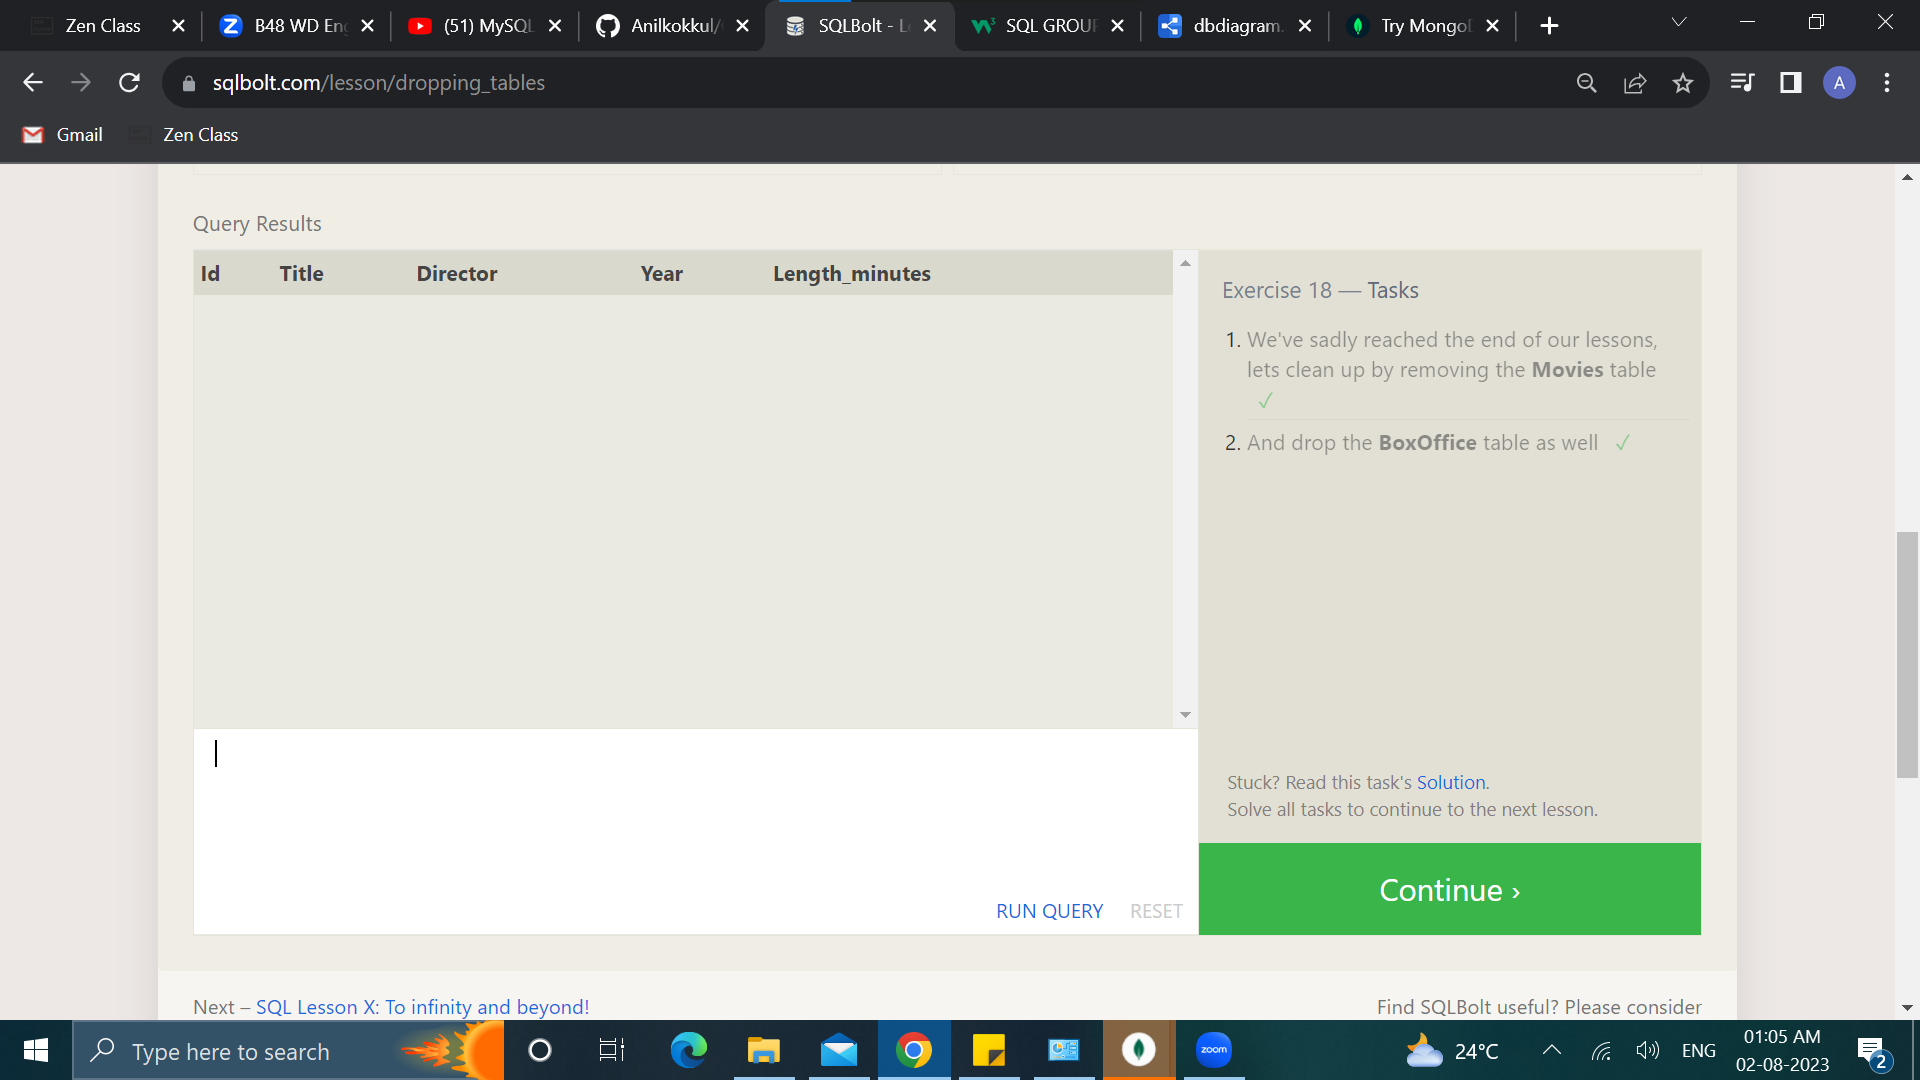 Zen Class
B48 WD Eng
(51) MySQL
Anilkokkul/
SQLBolt - L
SQL GROUP
dbdiagram.
Try MongoD
sqlbolt.com/lesson/dropping_tables
A
Gmail
Zen Class
Query Results
Id Title Director Year Length_minutes
Exercise 18 — Tasks
1. We've sadly reached the end of our lessons,
lets clean up by removing the Movies table
✓
2. And drop the BoxOffice table as well ✓
Stuck? Read this task's Solution.
Solve all tasks to continue to the next lesson.
RUN QUERY RESET
Continue ›
Next – SQL Lesson X: To infinity and beyond!
Find SQLBolt useful? Please consider
Type here to search
zoom
24°C
ENG
01:05 AM
02-08-2023
2